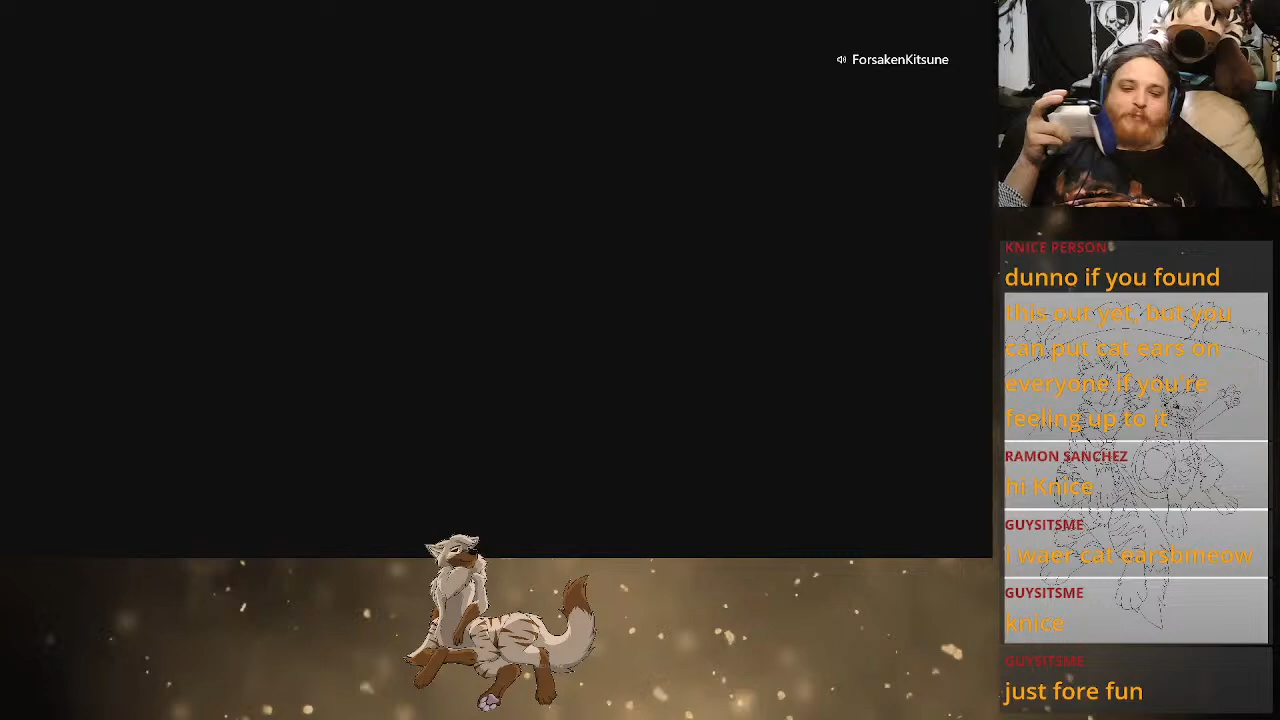 ForsakenKitsune
KNICE PERSON
dunno if you found
this out yet, but you
can put cat ears on
everyone if you're
feeling up to it
RAMON SANCHEZ
hi Knice
GUYSITSME
i waer cat earsbmeow
GUYSITSME
knice
GUYSITSME
just fore fun